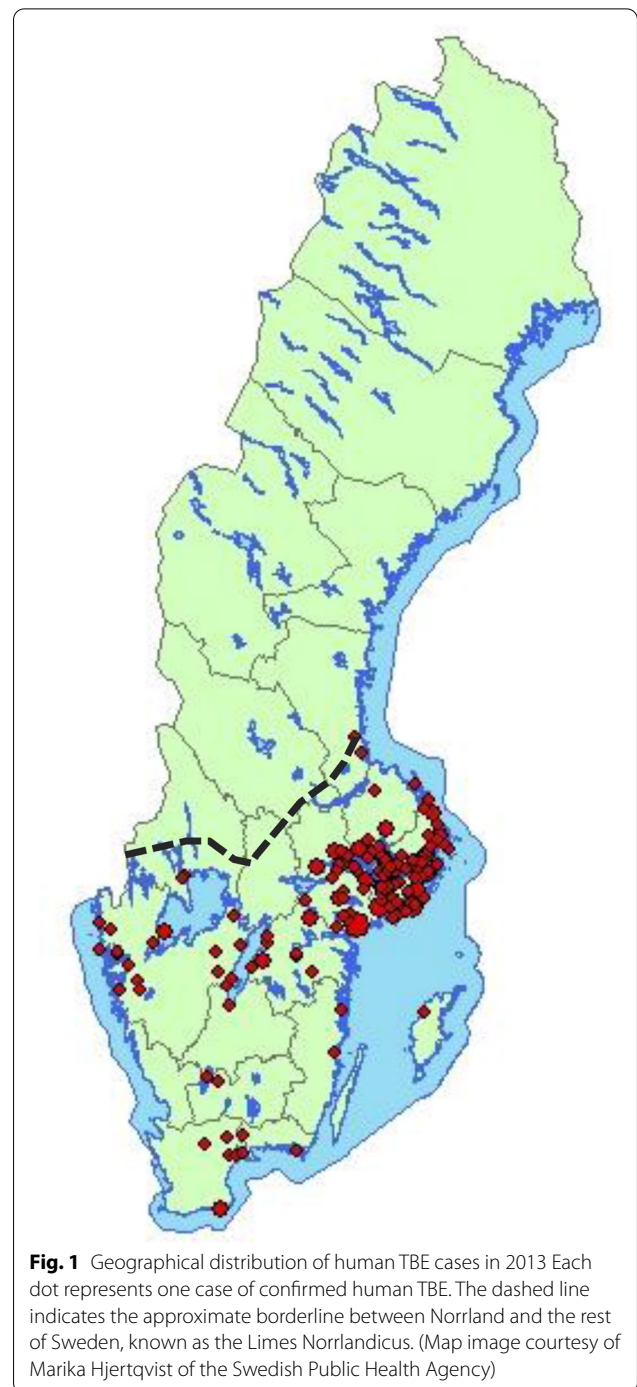 Fig. 1 Geographical distribution of human TBE cases in 2013 Each
dot represents one case of confirmed human TBE. The dashed line
indicates the approximate borderline between Norrland and the rest
of Sweden, known as the Limes Norrlandicus. (Map image courtesy of
Marika Hjertqvist of the Swedish Public Health Agency)